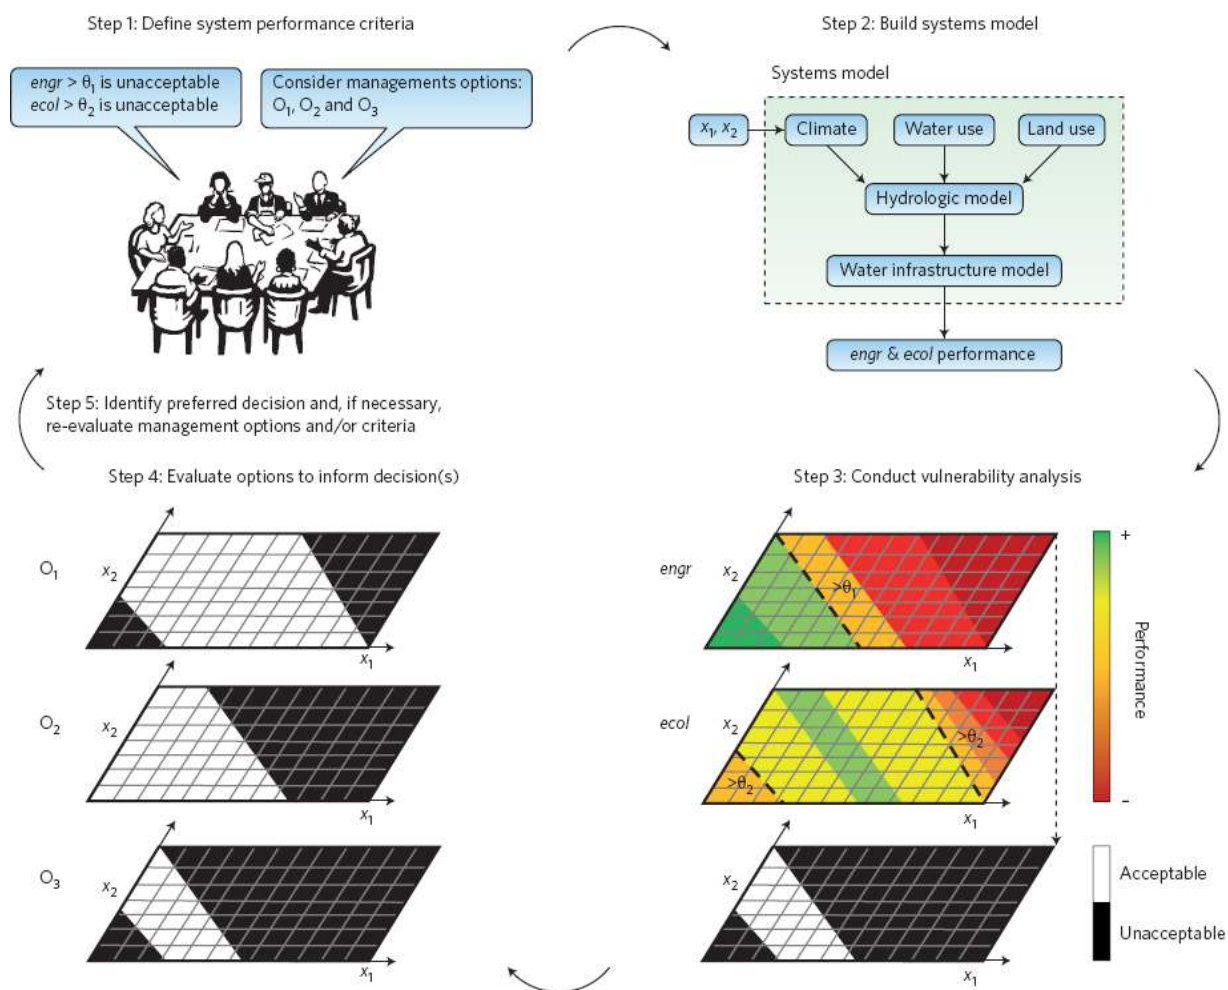 Step 1: Define system performance criteria
engr > θ₁ is unacceptable
ecol > θ₂ is unacceptable
Consider managements options:
O₁, O₂ and O₃
Step 2: Build systems model
Systems model
x₁, x₂
Climate
Water use
Land use
Hydrologic model
Water infrastructure model
engr & ecol performance
Step 5: Identify preferred decision and, if necessary,
re-evaluate management options and/or criteria
Step 4: Evaluate options to inform decision(s)
O₁
x₂
x₁
O₂
x₂
x₁
O₃
x₂
x₁
Step 3: Conduct vulnerability analysis
engr
x₂
>θ₁
x₁
ecol
x₂
>θ₂
>θ₂
x₁
x₂
x₁
+
Performance
–
Acceptable
Unacceptable